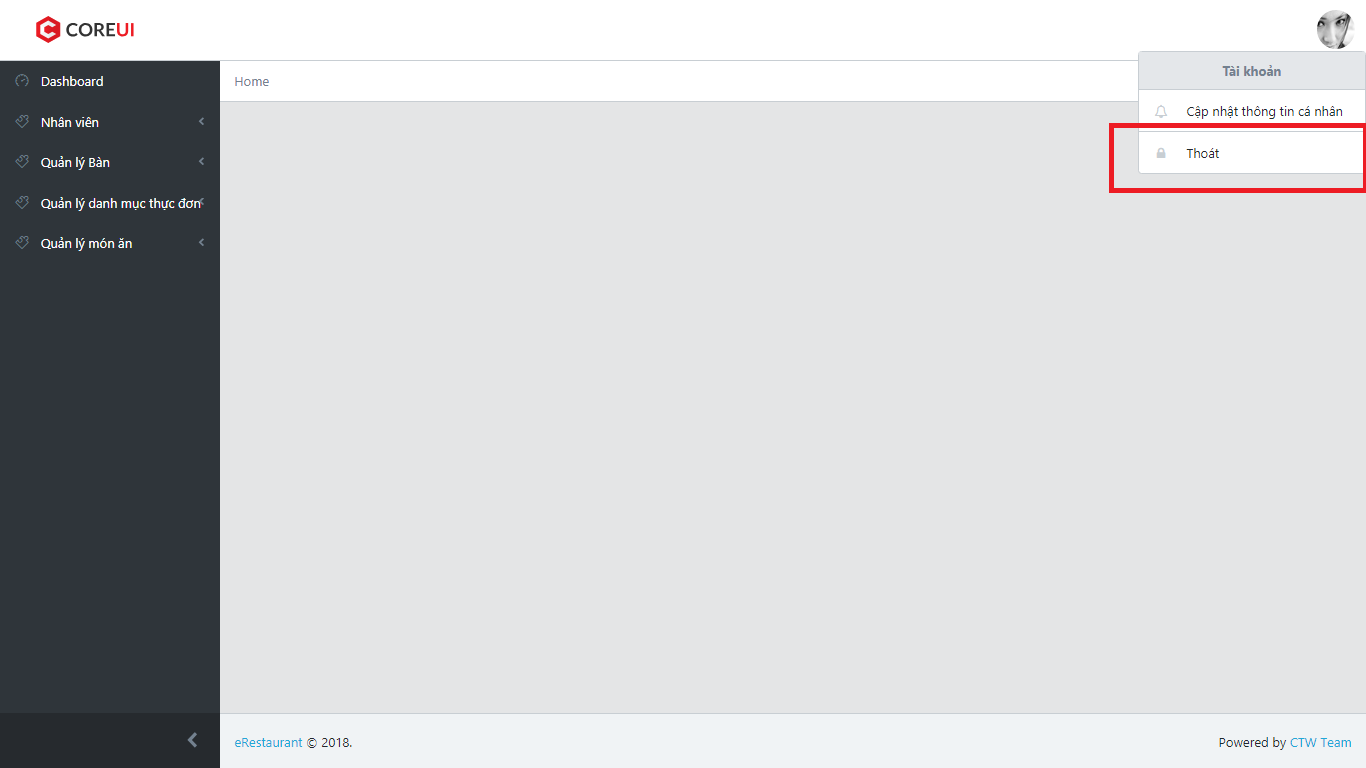 COREUI
Tài khoản
Cập nhật thông tin cá nhân
Thoát
Dashboard
Nhân viên
Quản lý Bàn
Quản lý danh mục thực đơn
Quản lý món ăn
Home
eRestaurant © 2018.
Powered by CTW Team